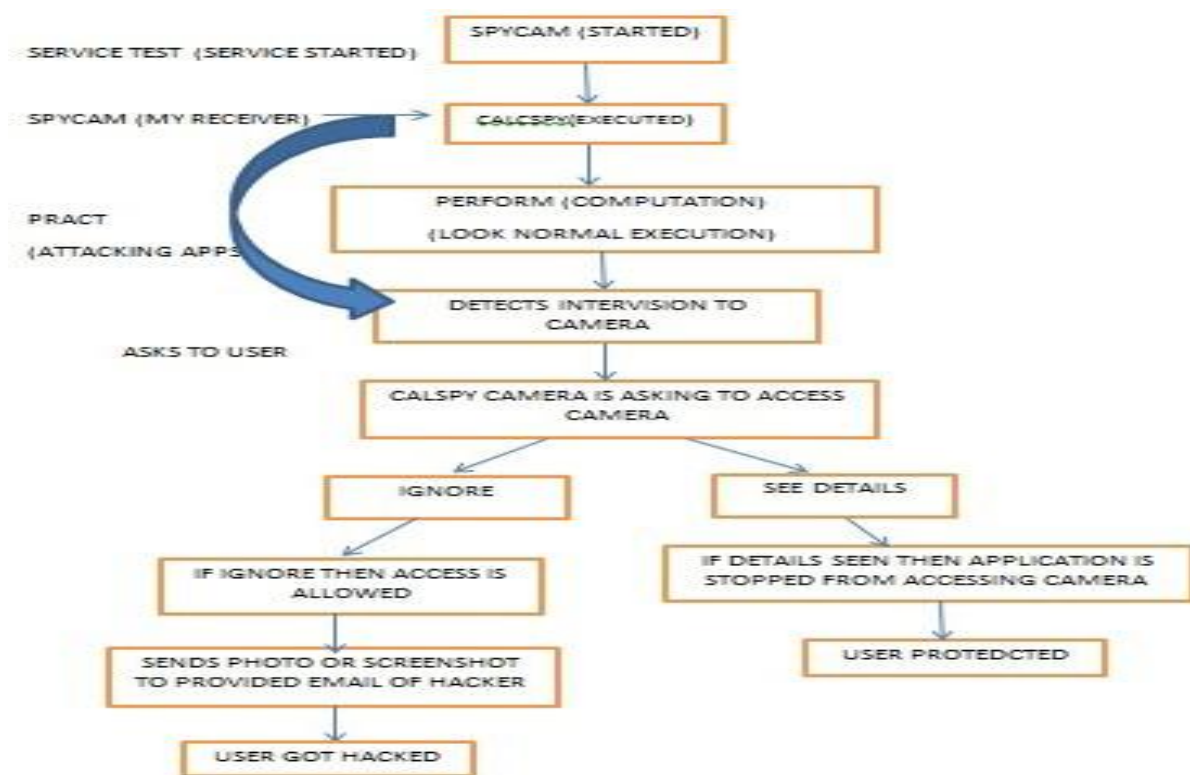 SPYCAM (STARTED)
SERVICE TEST (SERVICE STARTED)
SPYCAM (MY RECEIVER)
CALCSPY(EXECUTED)
PERFORM (COMPUTATION)
(LOOK NORMAL EXECUTION)
PRACT
(ATTACKING APPS
DETECTS INTERVISION TO
CAMERA
ASKS TO USER
CALSPY CAMERA IS ASKING TO ACCESS
CAMERA
IGNORE
SEE DETAILS
IF IGNORE THEN ACCESS IS
ALLOWED
IF DETAILS SEEN THEN APPLICATION IS
STOPPED FROM ACCESSING CAMERA
SENDS PHOTO OR SCREENSHOT
TO PROVIDED EMAIL OF HACKER
USER PROTEDCTED
USER GOT HACKED